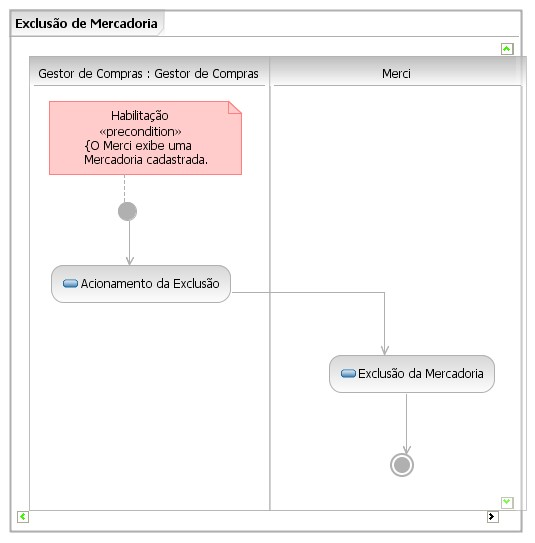 Exclusão de Mercadoria
Gestor de Compras : Gestor de Compras
Merci
Habilitação
«precondition»
{O Merci exibe uma
Mercadoria cadastrada.
Acionamento da Exclusão
Exclusão da Mercadoria